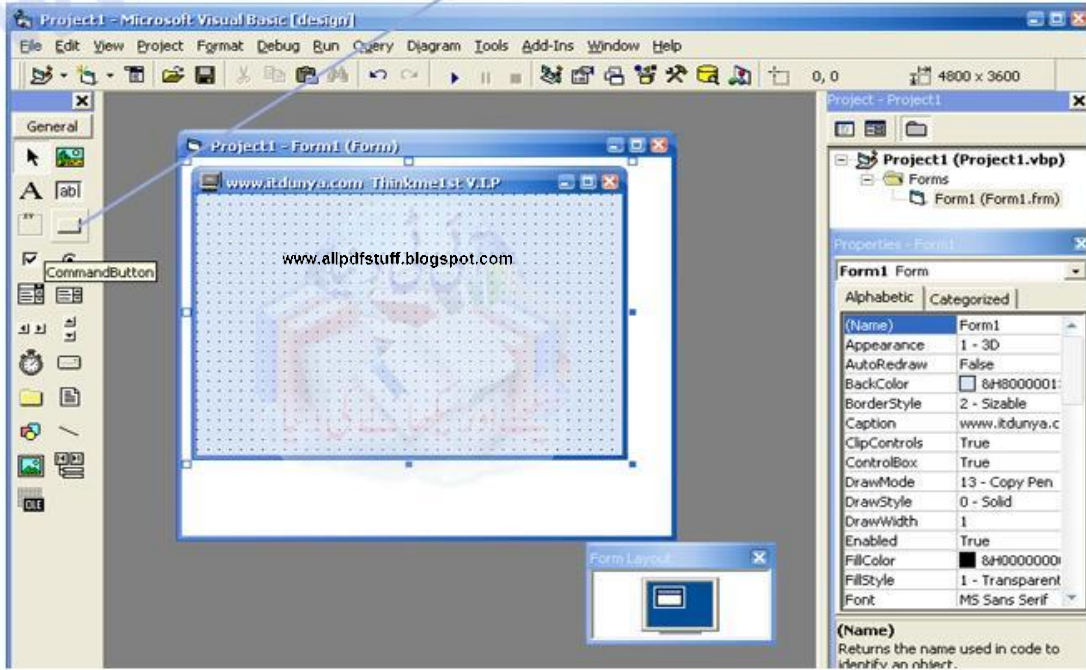 Project1 - Microsoft Visual Basic [design]
File Edit View Project Format Debug Run Query Diagram Tools Add-Ins Window Help
0, 0 4800 x 3600
General
CommandButton
Project1 - Form1 (Form)
www.itdunya.com Thinkme1st V.I.P
www.allpdfstuff.blogspot.com
Form Layout
Project - Project1
Project1 (Project1.vbp)
Forms
Form1 (Form1.frm)
Properties - Form1
Form1 Form
Alphabetic Categorized
(Name) Form1
Appearance 1 - 3D
AutoRedraw False
BackColor &H8000001
BorderStyle 2 - Sizable
Caption www.itdunya.c
ClipControls True
ControlBox True
DrawMode 13 - Copy Pen
DrawStyle 0 - Solid
DrawWidth 1
Enabled True
FillColor &H0000000
FillStyle 1 - Transparent
Font MS Sans Serif
(Name)
Returns the name used in code to
identify an object.